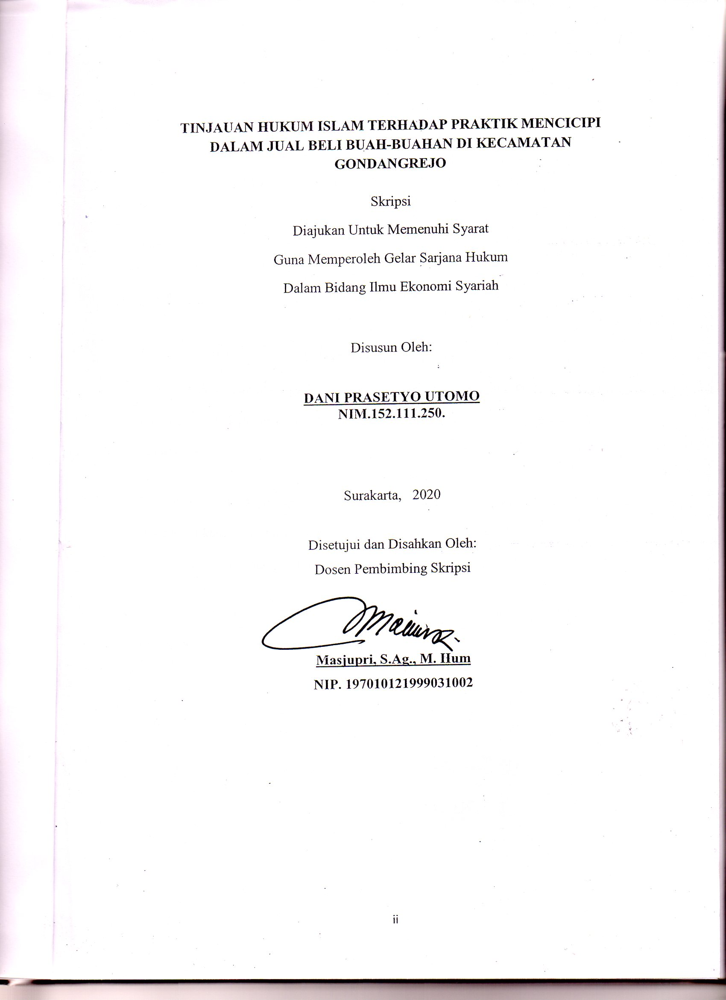 TINJAUAN HUKUM ISLAM TERHADAP PRAKTIK MENCICIPI
DALAM JUAL BELI BUAH-BUAHAN DI KECAMATAN
GONDANGREJO
Skripsi
Diajukan Untuk Memenuhi Syarat
Guna Memperoleh Gelar Sarjana Hukum
Dalam Bidang Ilmu Ekonomi Syariah
Disusun Oleh:
DANI PRASETYO UTOMO
NIM.152.111.250.
Surakarta, 2020
Disetujui dan Disahkan Oleh:
Dosen Pembimbing Skripsi
Masjupri, S.Ag., M. Hum
NIP. 197010121999031002
ii